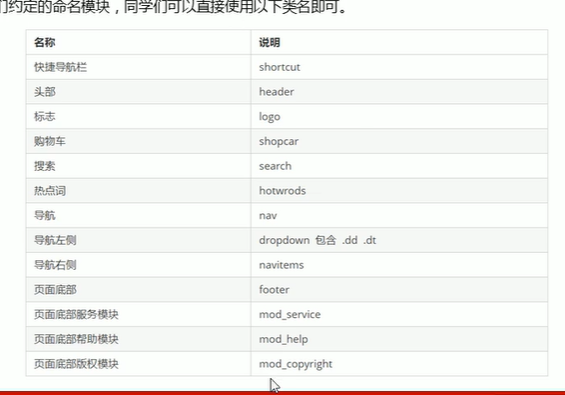 们约定的命名模块，同学们可以直接使用以下类名即可。
名称 说明
快捷导航栏 shortcut
头部 header
标志 logo
购物车 shopcar
搜索 search
热点词 hotwrods
导航 nav
导航左侧 dropdown 包含 .dd .dt
导航右侧 navitems
页面底部 footer
页面底部服务模块 mod_service
页面底部帮助模块 mod_help
页面底部版权模块 mod_copyright